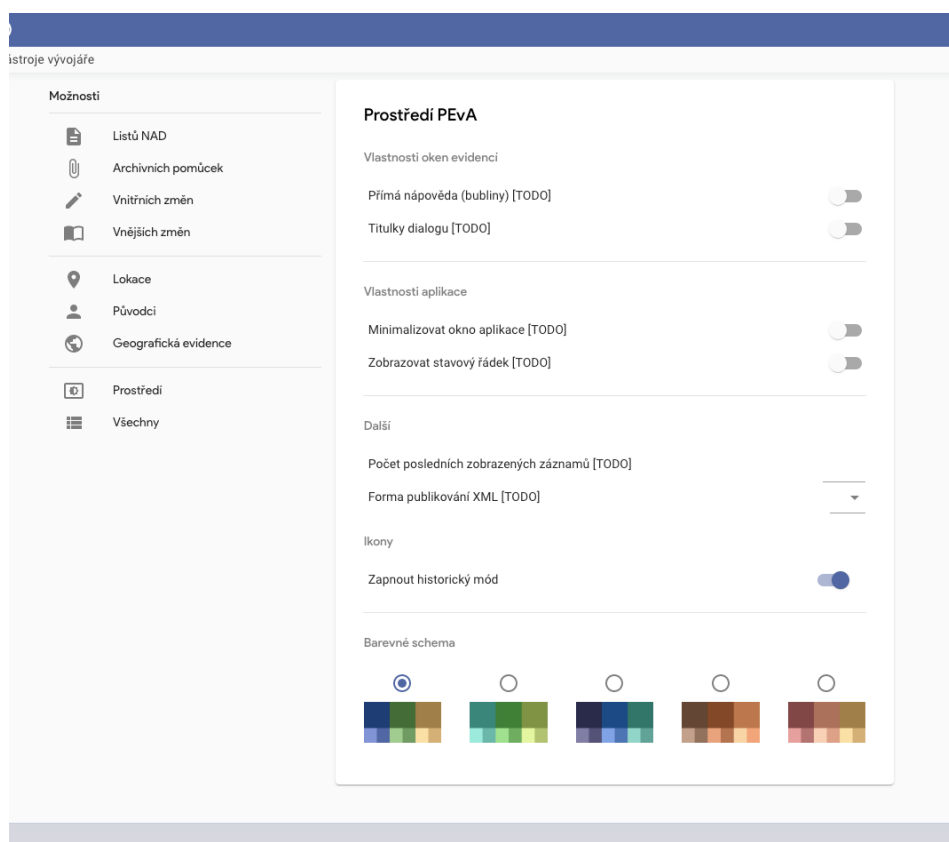 vývojáře
Možnosti
Listů NAD
Archivních pomůcek
Vnitřních změn
Vnějších změn
Lokace
Původci
Geografická evidence
Prostředí
Všechny
Prostředí PEvA
Vlastnosti oken evidencí
Přímá nápověda (bubliny) [TODO]
Titulky dialogu [TODO]
Vlastnosti aplikace
Minimalizovat okno aplikace [TODO]
Zobrazovat stavový řádek [TODO]
Další
Počet posledních zobrazených záznamů [TODO]
Forma publikování XML [TODO]
Ikony
Zapnout historický mód
Barevné schema